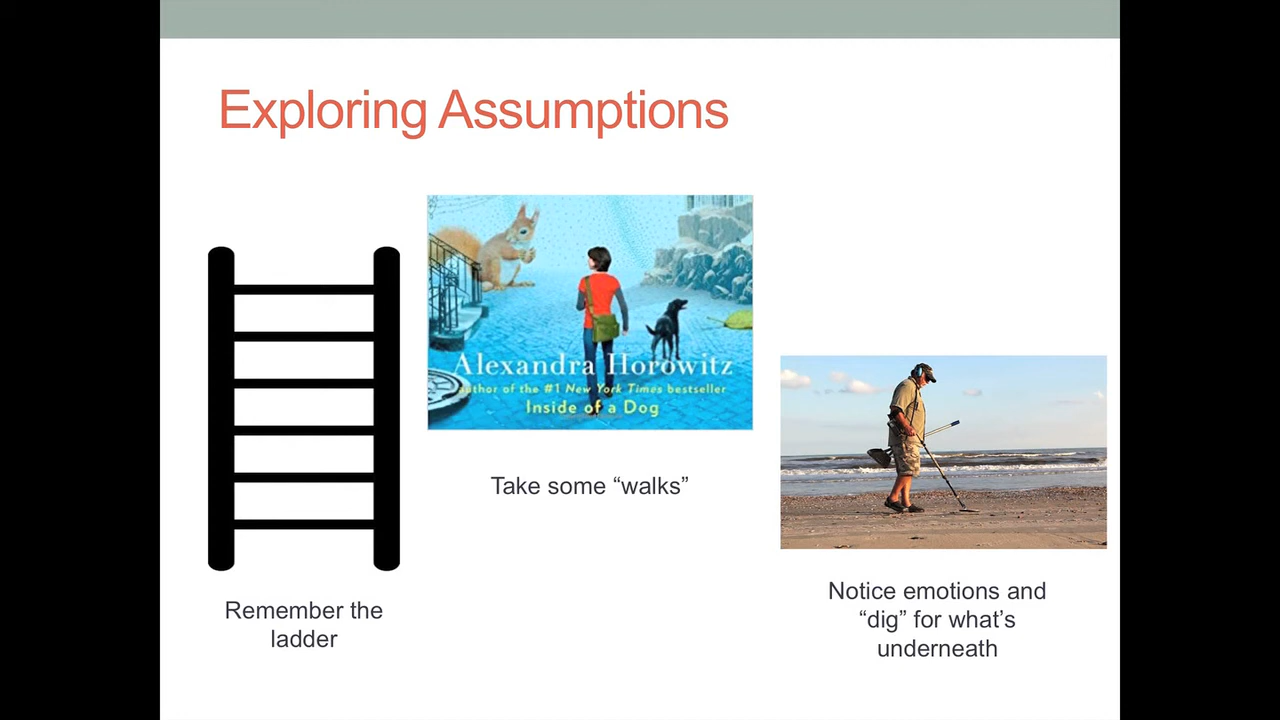 Exploring Assumptions
Alexandra Horowitz
author of the #1 New York Times bestseller
Inside of a Dog
Take some “walks”
Remember the
ladder
Notice emotions and
“dig” for what’s
underneath